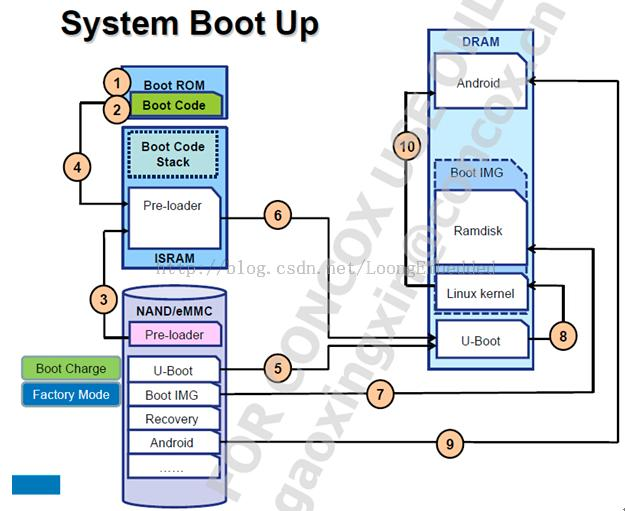 System Boot Up
1
Boot ROM
2
Boot Code
4
Boot Code
Stack
Pre-loader
ISRAM
3
NAND/eMMC
Pre-loader
Boot Charge
U-Boot
Factory Mode
Boot IMG
Recovery
Android
......
6
5
7
9
DRAM
Android
10
Boot IMG
Ramdisk
Linux kernel
U-Boot
8
http://blog.csdn.net/LoongEmbedded
FOR CONCOX USE ONLY
gaoxingxin@concox.cn